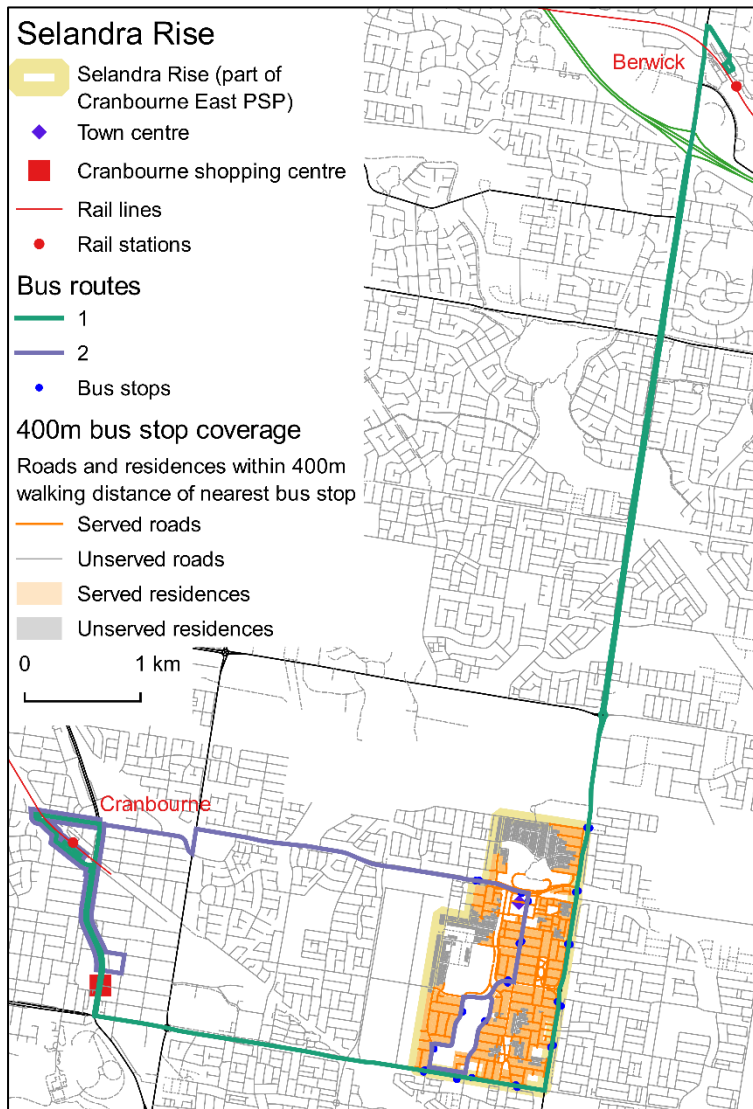 Selandra Rise
Selandra Rise (part of
Cranbourne East PSP)
Town centre
Cranbourne shopping centre
Rail lines
Rail stations
Bus routes
1
2
Bus stops
400m bus stop coverage
Roads and residences within 400m
walking distance of nearest bus stop
Served roads
Unserved roads
Served residences
Unserved residences
0 1 km
Berwick
Cranbourne